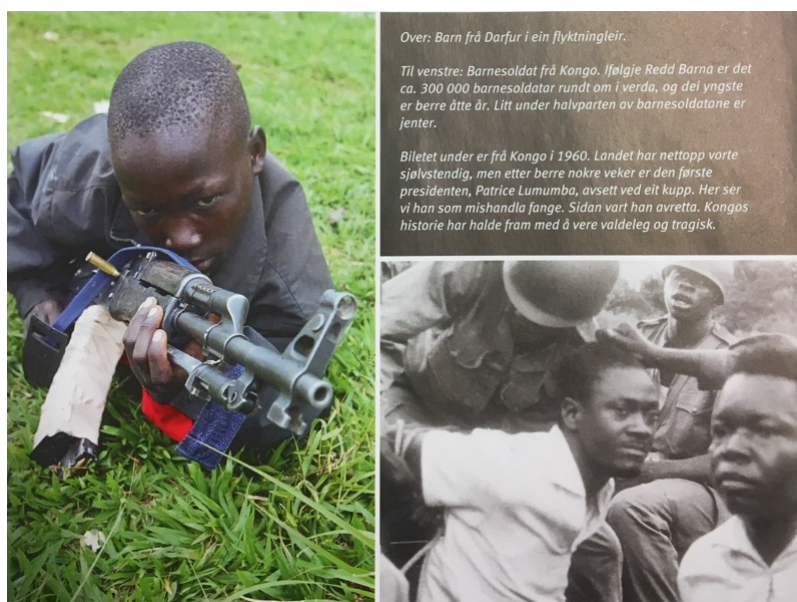 Over: Barn frå Darfur i ein flyktningleir.
Til venstre: Barnesoldat frå Kongo. Ifølgje Redd Barna er det
ca. 300 000 barnesoldatar rundt om i verda, og dei yngste
er berre åtte år. Litt under halvparten av barnesoldatane er
jenter.
Biletet under er frå Kongo i 1960. Landet har nettopp vorte
sjølvstendig, men etter berre nokre veker er den første
presidenten, Patrice Lumumba, avsett ved eit kupp. Her ser
vi han som mishandla fange. Sidan vart han avretta. Kongos
historie har halde fram med å vere valdeleg og tragisk.